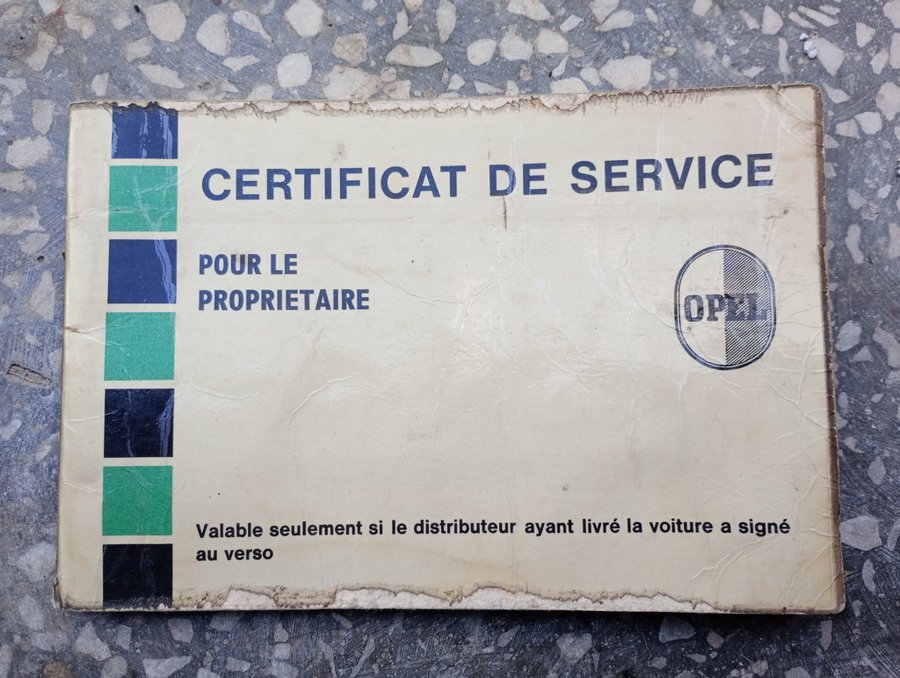 CERTIFICAT DE SERVICE
POUR LE
PROPRIETAIRE
OPEL
Valable seulement si le distributeur ayant livré la voiture a signé
au verso